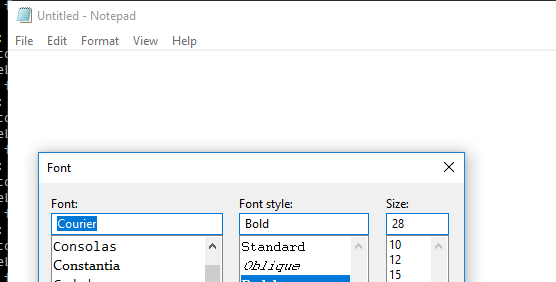 Untitled - Notepad
File Edit Format View Help
Font
Font: Font style: Size:
Courier Bold 28
Consolas Standard 10
Constantia Oblique 12
15